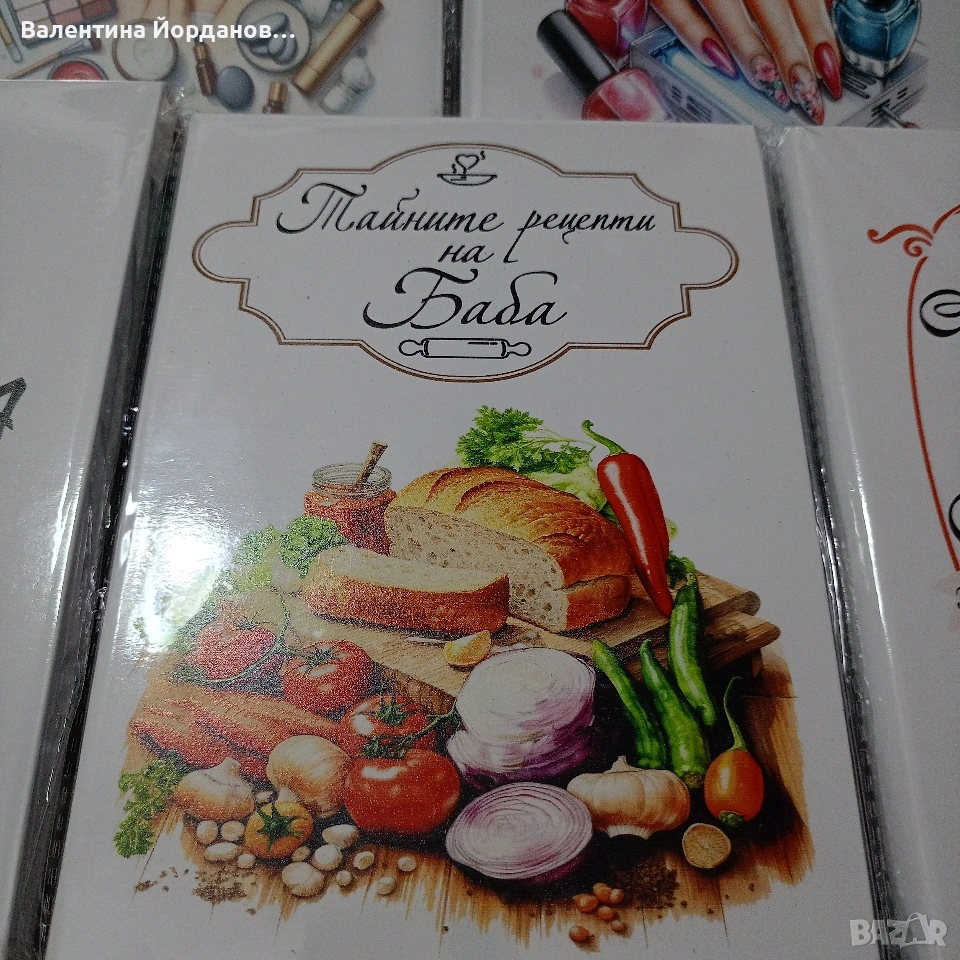 Валентина Йорданов...
Тайните рецепти
на
Баба
BAZAR